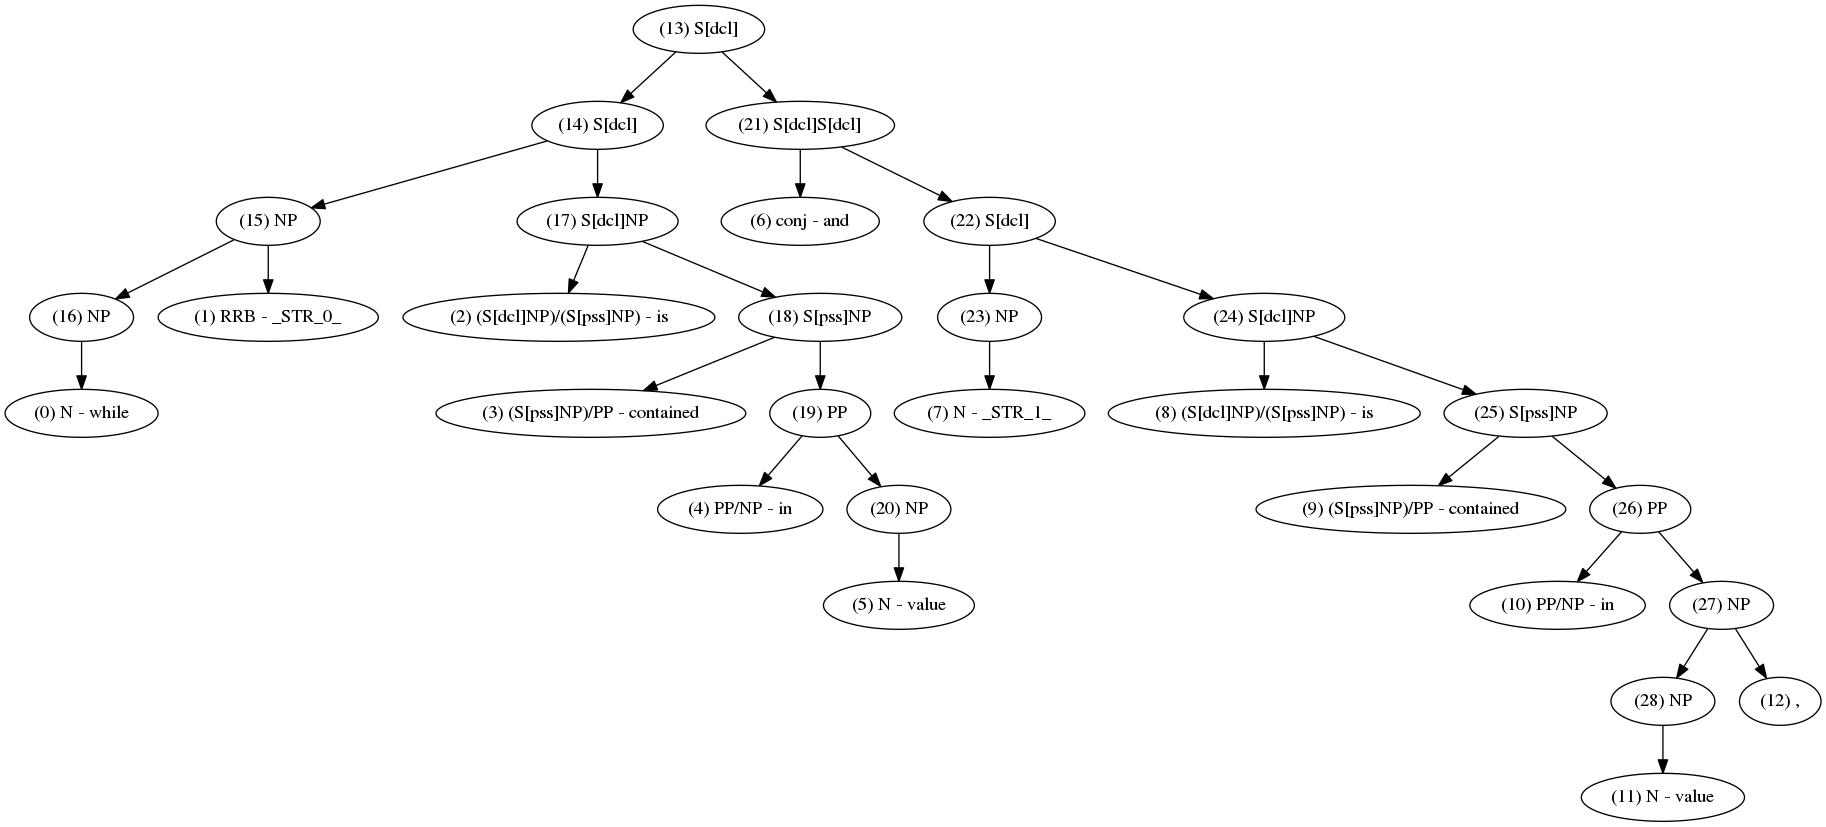 (13) S[dcl]
(14) S[dcl]
(21) S[dcl]S[dcl]
(15) NP
(17) S[dcl]NP
(6) conj - and
(22) S[dcl]
(16) NP
(1) RRB - _STR_0_
(2) (S[dcl]NP)/(S[pss]NP) - is
(18) S[pss]NP
(23) NP
(24) S[dcl]NP
(0) N - while
(3) (S[pss]NP)/PP - contained
(19) PP
(7) N - _STR_1_
(8) (S[dcl]NP)/(S[pss]NP) - is
(25) S[pss]NP
(4) PP/NP - in
(20) NP
(9) (S[pss]NP)/PP - contained
(26) PP
(5) N - value
(10) PP/NP - in
(27) NP
(28) NP
(12) ,
(11) N - value